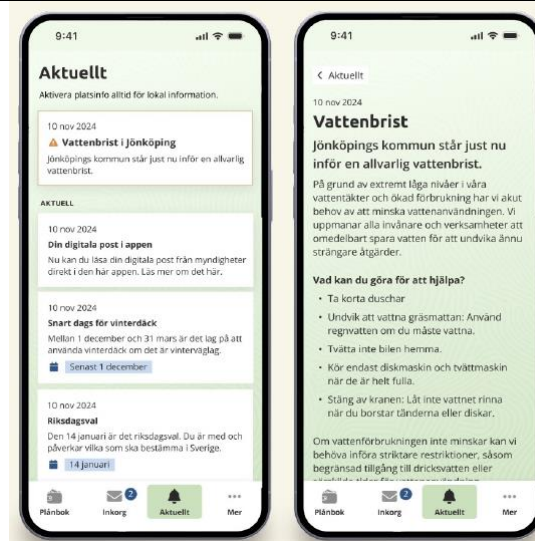 9:41
Aktuellt
Aktivera platsinfo alltid för lokal information.
10 nov 2024
Vattenbrist i Jönköping
Jönköpings kommun står just nu inför en allvarlig
vattenbrist.
AKTUELL
10 nov 2024
Din digitala post i appen
Nu kan du läsa din digitala post från myndigheter
direkt i den här appen. Läs mer om det här.
10 nov 2024
Snart dags för vinterdäck
Mellan 1 december och 31 mars är det lag på att
använda vinterdäck om det är vinterväglag.
Senast 1 december
10 nov 2024
Riksdagsval
Den 14 januari är det riksdagsval. Du är med och
påverkar vilka som ska bestämma i Sverige.
14 januari
Plånbok
2
Inkorg
Aktuellt
Mer
9:41
Aktuellt
10 nov 2024
Vattenbrist
Jönköpings kommun står just nu
inför en allvarlig vattenbrist.
På grund av extremt låga nivåer i våra
vattentäkter och ökad förbrukning har vi akut
behov av att minska vattenanvändningen. Vi
uppmanar alla invånare och verksamheter att
omedelbart spara vatten för att undvika ännu
strängare åtgärder.
Vad kan du göra för att hjälpa?
• Ta korta duschar
• Undvik att vattna gräsmattan: Använd
regnvatten om du måste vattna.
• Tvätta inte bilen hemma.
• Kör endast diskmaskin och tvättmaskin
när de är helt fulla.
• Stäng av kranen: Låt inte vattnet rinna
när du borstar tänderna eller diskar.
Om vattenförbrukningen inte minskar kan vi
behöva införa striktare restriktioner, såsom
begränsad tillgång till dricksvatten eller
Plånbok
2
Inkorg
Aktuellt
Mer